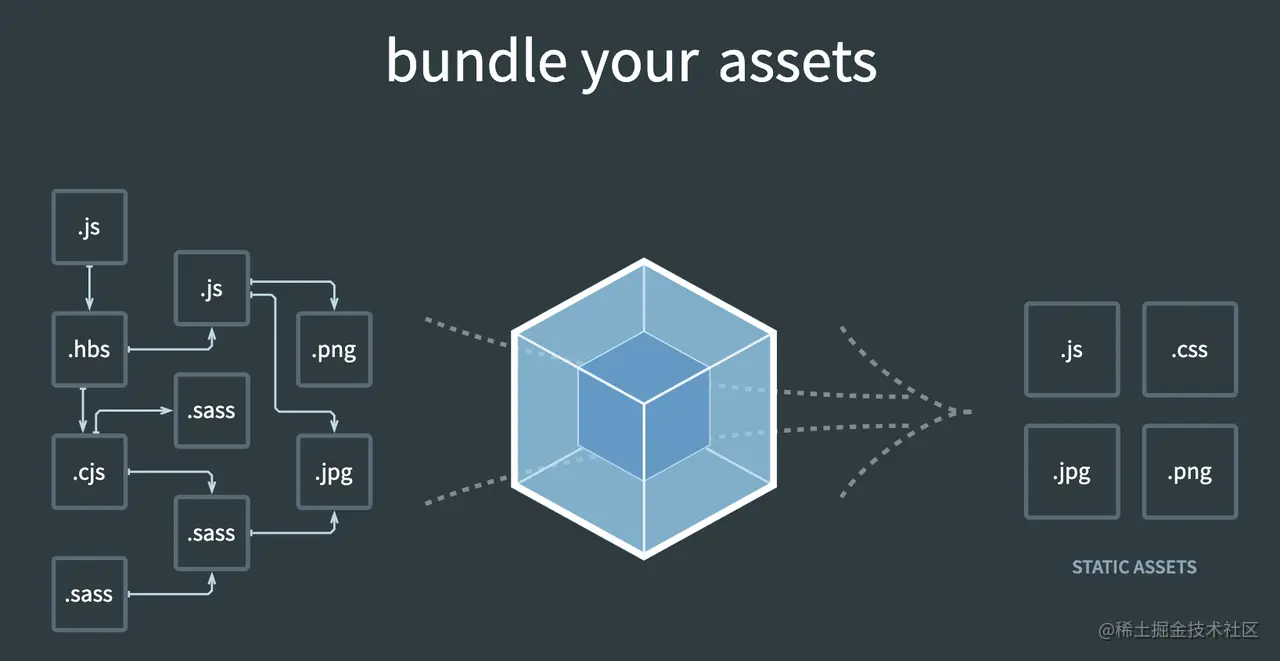 bundle your assets
.js
.js
.hbs
.png
.sass
.cjs
.jpg
.sass
.sass
.js
.css
.jpg
.png
STATIC ASSETS
@稀土掘金技术社区